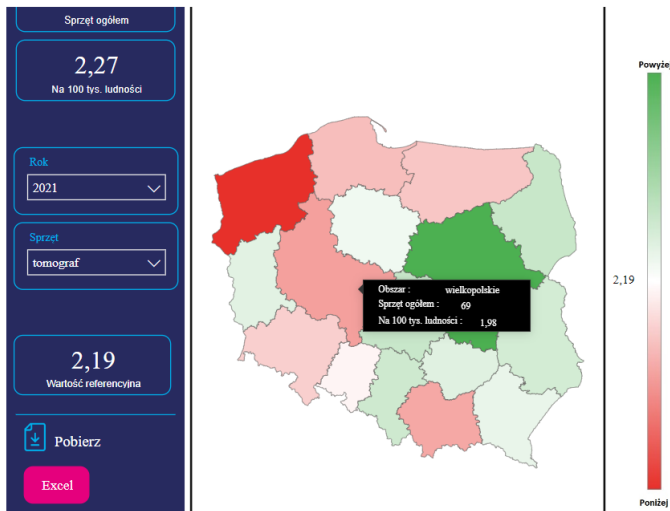 Sprzęt ogółem
2,27
Na 100 tys. ludności
Rok
2021
Sprzęt
tomograf
2,19
Wartość referencyjna
Pobierz
Excel
Obszar : wielkopolskie
Sprzęt ogółem : 69
Na 100 tys. ludności : 1,98
Powyżej
2,19
Poniżej